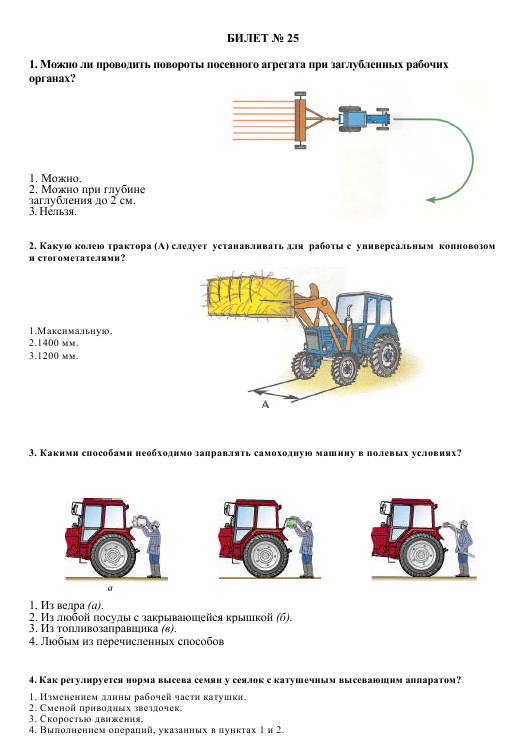 БИЛЕТ № 25
1. Можно ли проводить повороты посевного агрегата при заглубленных рабочих
органах?
1. Можно.
2. Можно при глубине
заглубления до 2 см.
3. Нельзя.
2. Какую колею трактора (А) следует устанавливать для работы с универсальным копновозом
и стогометателями?
1.Максимальную.
2.1400 мм.
3.1200 мм.
А
3. Какими способами необходимо заправлять самоходную машину в полевых условиях?
а
1. Из ведра (а).
2. Из любой посуды с закрывающейся крышкой (б).
3. Из топливозаправщика (в).
4. Любым из перечисленных способов
4. Как регулируется норма высева семян у сеялок с катушечным высевающим аппаратом?
1. Изменением длины рабочей части катушки.
2. Сменой приводных звездочек.
3. Скоростью движения.
4. Выполнением операций, указанных в пунктах 1 и 2.